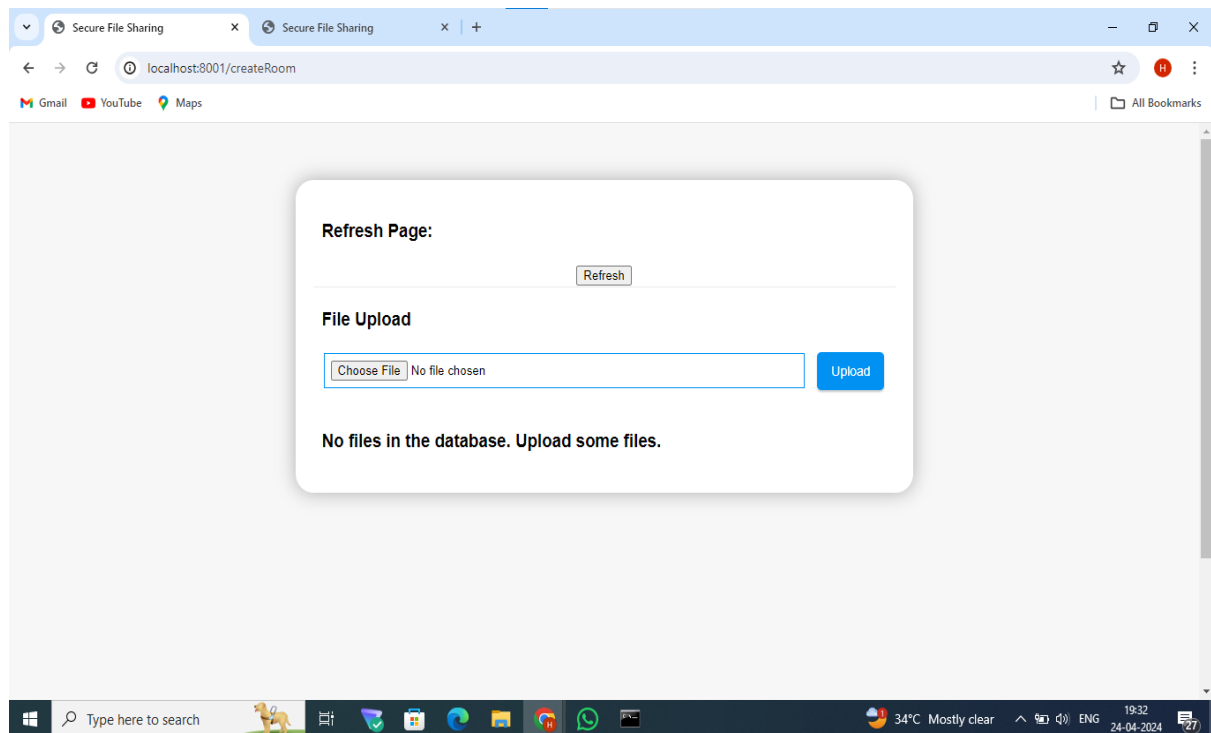 Secure File Sharing
Secure File Sharing
localhost:8001/createRoom
H
Gmail YouTube Maps
All Bookmarks
Refresh Page:
Refresh
File Upload
Choose File No file chosen
Upload
No files in the database. Upload some files.
Type here to search
34°C Mostly clear
ENG
19:32
24-04-2024
27